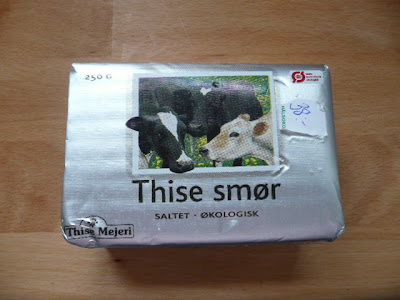 250 G
Ø
Thise smør
SALTET · ØKOLOGISK
Thise Mejeri